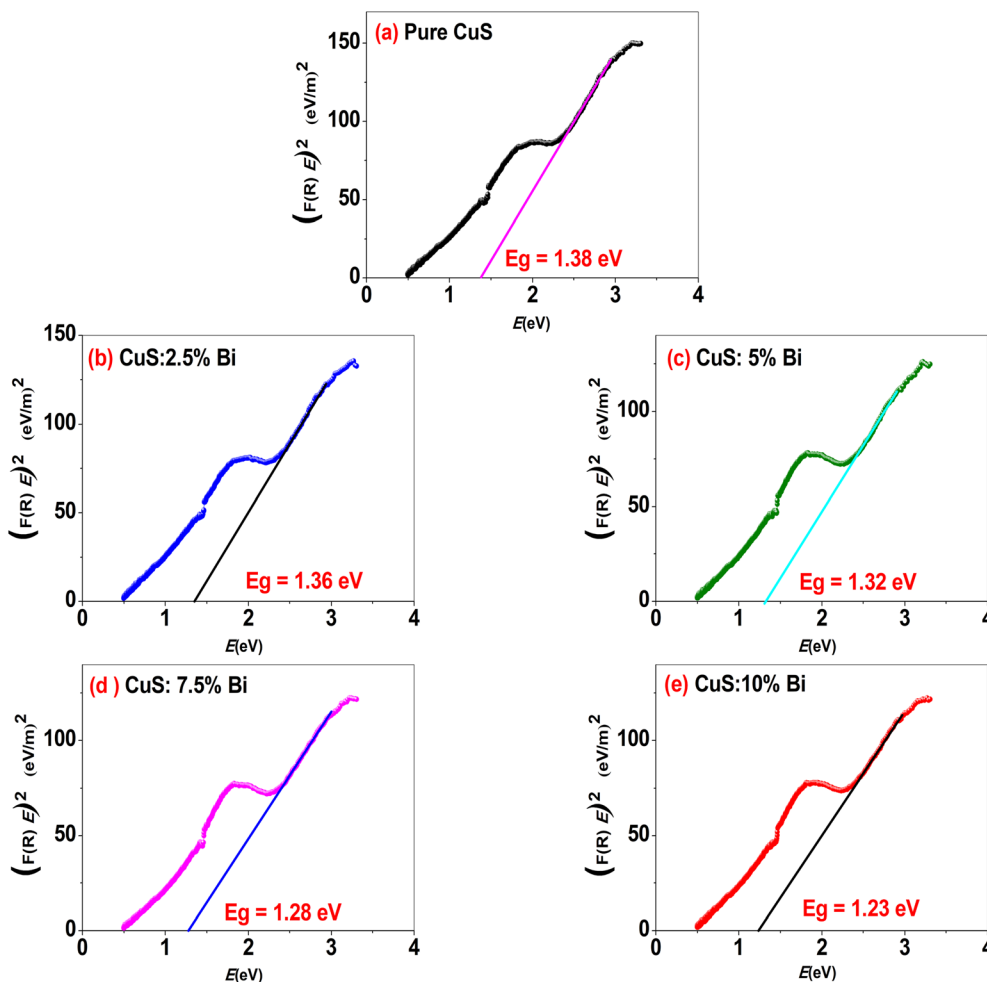 (a) Pure CuS
(F(R) E)² (eV/m)²
150
100
50
0
0 1 2 3 4
Eg = 1.38 eV
E(eV)
(b) CuS:2.5% Bi
(F(R) E)² (eV/m)²
150
100
50
0
0 1 2 3 4
Eg = 1.36 eV
E(eV)
(c) CuS: 5% Bi
(F(R) E)² (eV/m)²
100
50
0
0 1 2 3 4
Eg = 1.32 eV
E(eV)
(d ) CuS: 7.5% Bi
(F(R) E)² (eV/m)²
100
50
0
0 1 2 3 4
Eg = 1.28 eV
E(eV)
(e) CuS:10% Bi
(F(R) E)² (eV/m)²
100
50
0
0 1 2 3 4
Eg = 1.23 eV
E(eV)